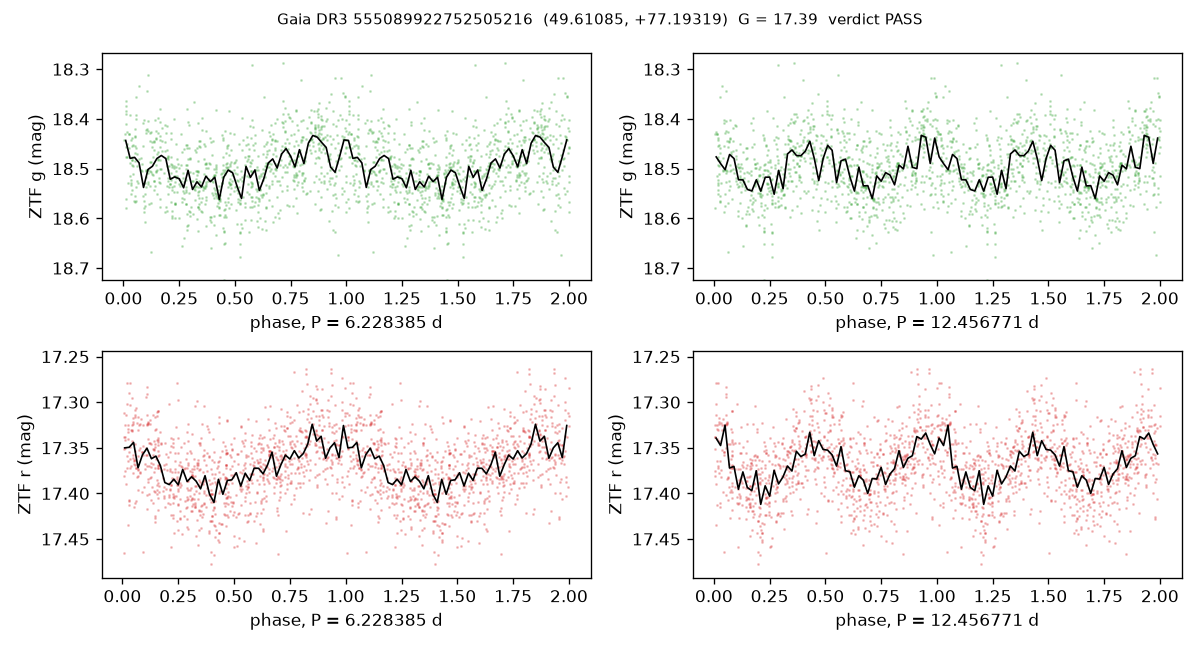 Gaia DR3 555089922752505216  (49.61085, +77.19319)  G = 17.39  verdict PASS
ZTF g (mag)
18.3
18.4
18.5
18.6
18.7
0.00 0.25 0.50 0.75 1.00 1.25 1.50 1.75 2.00
phase, P = 6.228385 d
ZTF g (mag)
18.3
18.4
18.5
18.6
18.7
0.00 0.25 0.50 0.75 1.00 1.25 1.50 1.75 2.00
phase, P = 12.456771 d
ZTF r (mag)
17.25
17.30
17.35
17.40
17.45
0.00 0.25 0.50 0.75 1.00 1.25 1.50 1.75 2.00
phase, P = 6.228385 d
ZTF r (mag)
17.25
17.30
17.35
17.40
17.45
0.00 0.25 0.50 0.75 1.00 1.25 1.50 1.75 2.00
phase, P = 12.456771 d